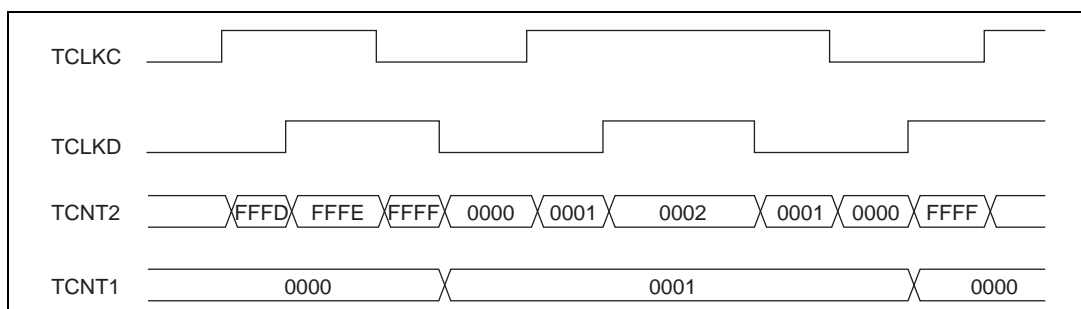 TCLKC
TCLKD
TCNT2 FFFD FFFE FFFF 0000 0001 0002 0001 0000 FFFF
TCNT1 0000 0001 0000